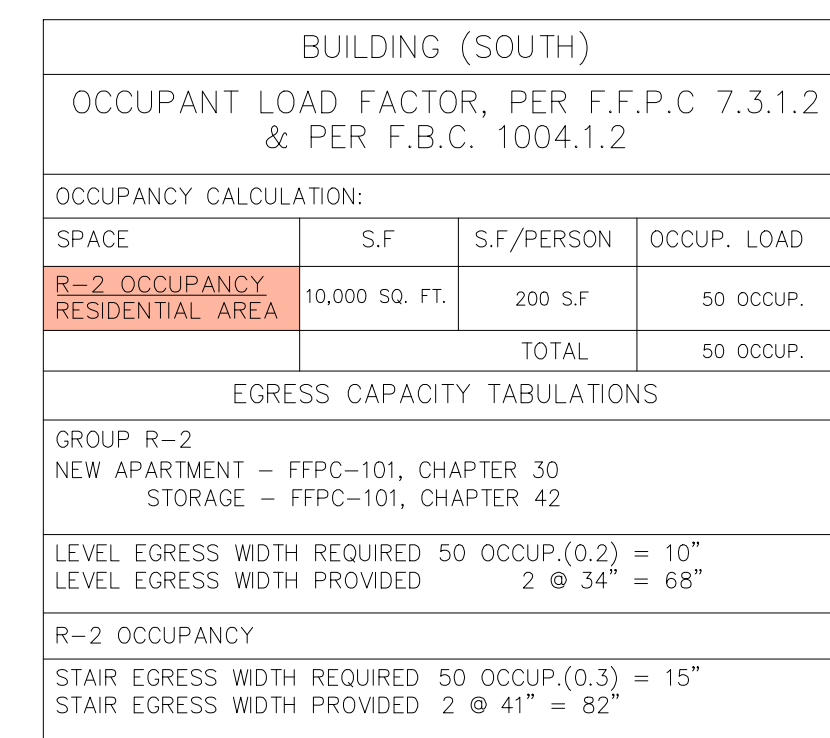 BUILDING (SOUTH)
OCCUPANT LOAD FACTOR, PER F.F.P.C 7.3.1.2
& PER F.B.C. 1004.1.2
OCCUPANCY CALCULATION:
SPACE S.F S.F/PERSON OCCUP. LOAD
R-2 OCCUPANCY
RESIDENTIAL AREA 10,000 SQ. FT. 200 S.F 50 OCCUP.
TOTAL 50 OCCUP.
EGRESS CAPACITY TABULATIONS
GROUP R-2
NEW APARTMENT - FFPC-101, CHAPTER 30
STORAGE - FFPC-101, CHAPTER 42
LEVEL EGRESS WIDTH REQUIRED 50 OCCUP.(0.2) = 10"
LEVEL EGRESS WIDTH PROVIDED 2 @ 34" = 68"
R-2 OCCUPANCY
STAIR EGRESS WIDTH REQUIRED 50 OCCUP.(0.3) = 15"
STAIR EGRESS WIDTH PROVIDED 2 @ 41" = 82"